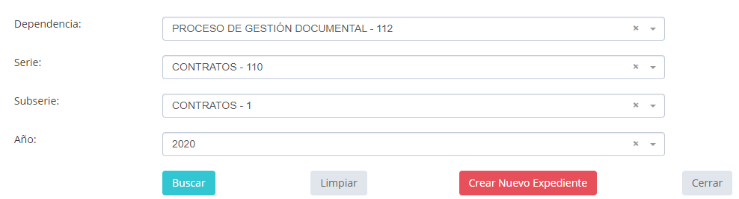 Dependencia: PROCESO DE GESTIÓN DOCUMENTAL - 112 × 
Serie: CONTRATOS - 110 ×
Subserie: CONTRATOS - 1 ×
Año: 2020 ×
Buscar Limpiar Crear Nuevo Expediente Cerrar